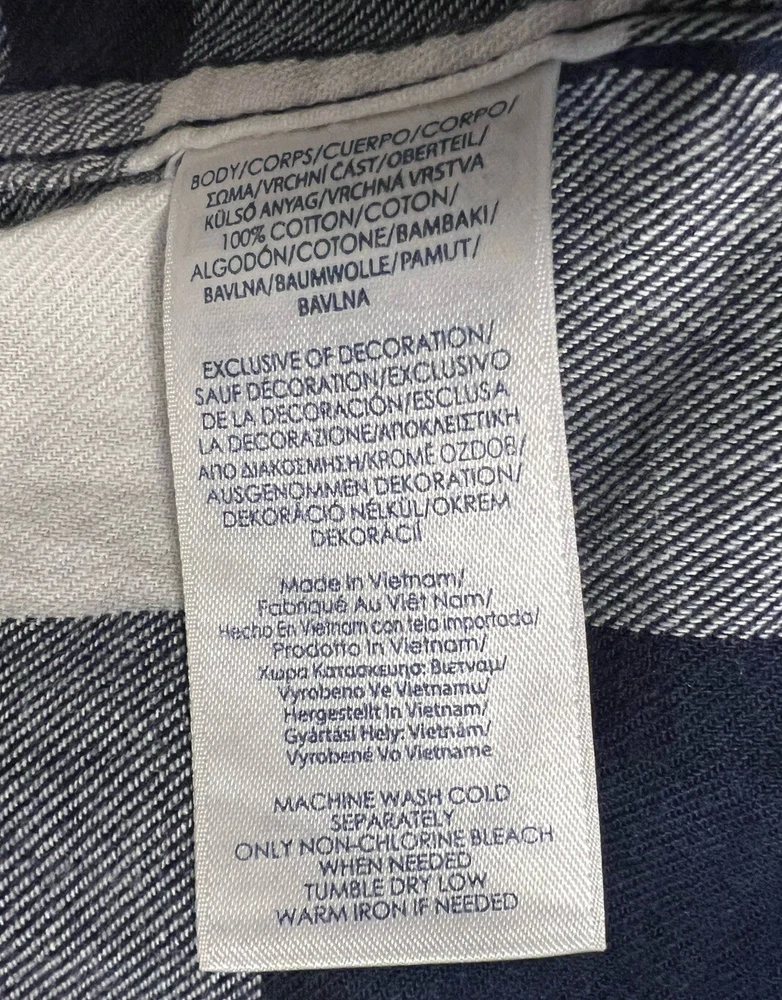 BODY/CORPS/CUERPO/CORPO/
ΣΩΜΑ/VRCHNÍ ČÁST/OBERTEIL/
KÜLSŐ ANYAG/VRCHNÁ VRSTVA
100% COTTON/COTON/
ALGODÓN/COTONE/BAMBAKI/
BAVLNA/BAUMWOLLE/PAMUT/
BAVLNA
EXCLUSIVE OF DECORATION/
SAUF DÉCORATION/EXCLUSIVO
DE LA DECORACIÓN/ESCLUSA
LA DECORAZIONE/ΑΠΟΚΛΕΙΣΤΙΚΗ
ΑΠΟ ΔΙΑΚΟΣΜΗΣΗ/KROMĚ OZDOB/
AUSGENOMMEN DEKORATION/
DEKORÁCIÓ NÉLKÜL/OKREM
DEKORÁCIÍ
Made In Vietnam/
Fabriqué Au Viêt Nam/
Hecho En Vietnam con tela importada/
Prodotto In Vietnam/
Χωρα Κατασκευησ: Βιετναμ/
Vyrobeno Ve Vietnamu/
Hergestellt In Vietnam/
Gyártási Hely: Vietnám/
Vyrobené Vo Vietname
MACHINE WASH COLD
SEPARATELY
ONLY NON-CHLORINE BLEACH
WHEN NEEDED
TUMBLE DRY LOW
WARM IRON IF NEEDED